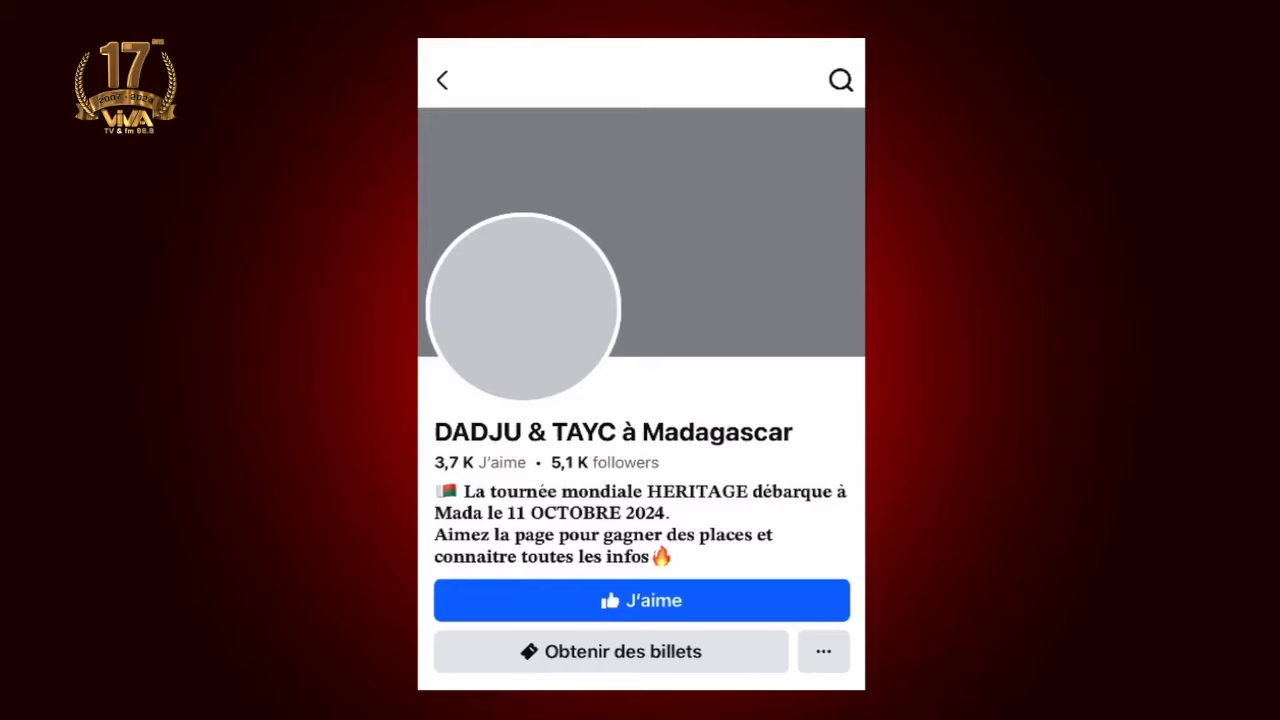 17 ans
2007 - 2024
VIVA
TV & fm 98.8
DADJU & TAYC à Madagascar
3,7 K J'aime • 5,1 K followers
🇲🇬 La tournée mondiale HERITAGE débarque à
Mada le 11 OCTOBRE 2024.
Aimez la page pour gagner des places et
connaitre toutes les infos🔥
J'aime
Obtenir des billets